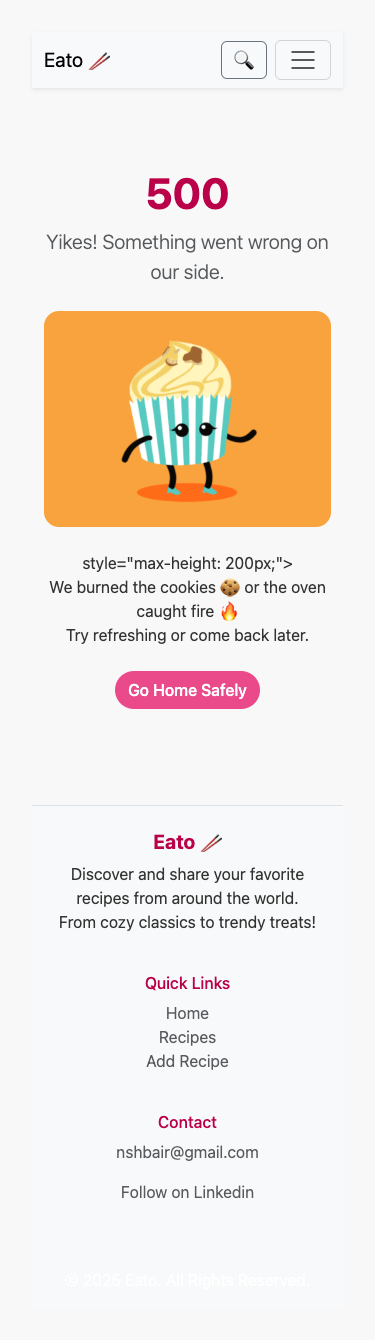 Eato 🥢
🔍
500
Yikes! Something went wrong on
our side.
style="max-height: 200px;">
We burned the cookies 🍪 or the oven
caught fire 🔥
Try refreshing or come back later.
Go Home Safely
Eato 🥢
Discover and share your favorite
recipes from around the world.
From cozy classics to trendy treats!
Quick Links
Home
Recipes
Add Recipe
Contact
nshbair@gmail.com
Follow on Linkedin
© 2025 Eato. All Rights Reserved.